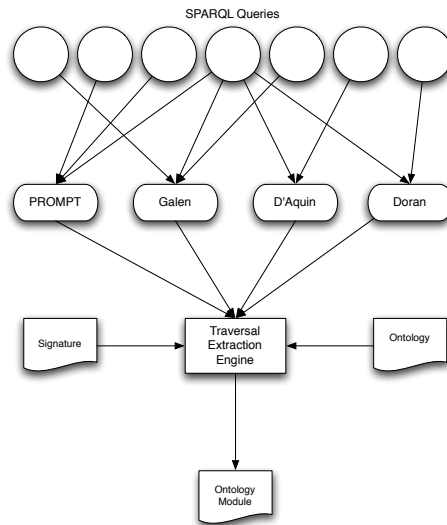 SPARQL Queries
PROMPT
Galen
D'Aquin
Doran
Signature
Traversal
Extraction
Engine
Ontology
Ontology
Module